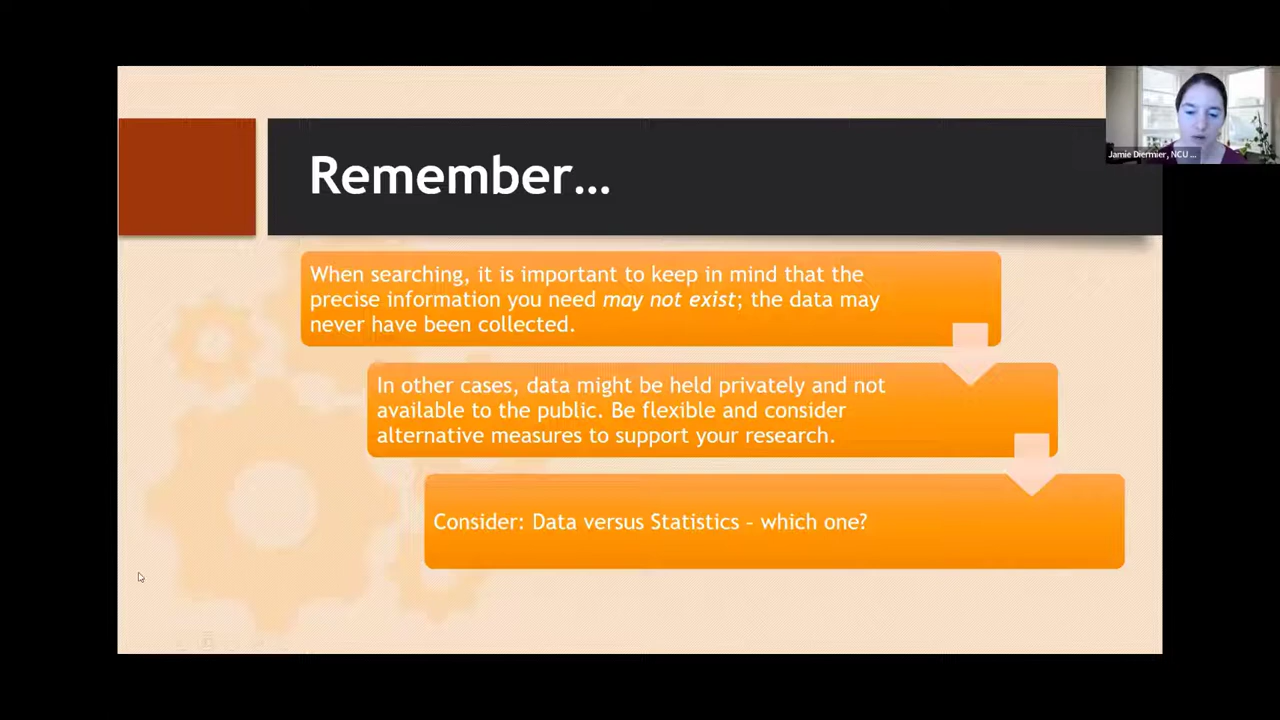 Remember…
Jamie Diermier, NCU ...
When searching, it is important to keep in mind that the
precise information you need may not exist; the data may
never have been collected.
In other cases, data might be held privately and not
available to the public. Be flexible and consider
alternative measures to support your research.
Consider: Data versus Statistics – which one?